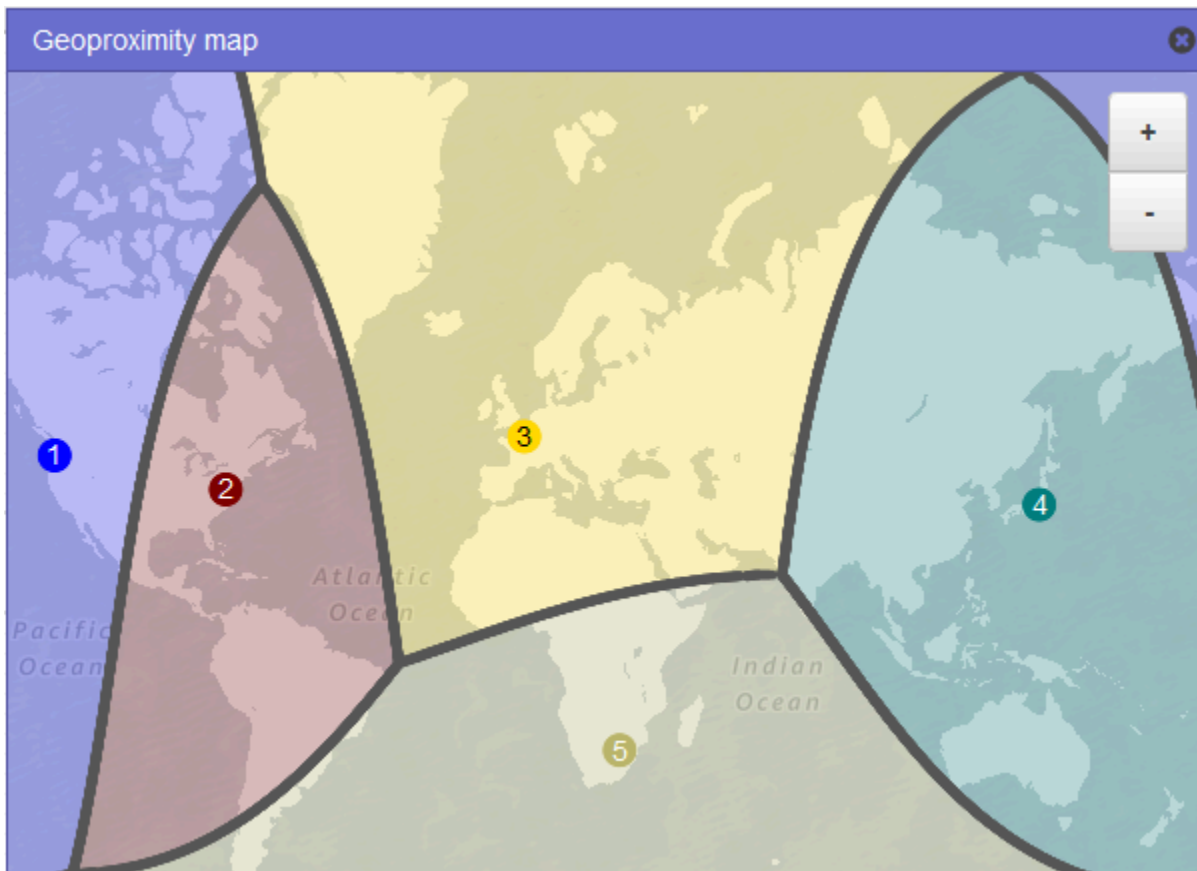 Geoproximity map
+
-
1
3
2
4
Atlantic
Ocean
Pacific
Ocean
Indian
Ocean
5